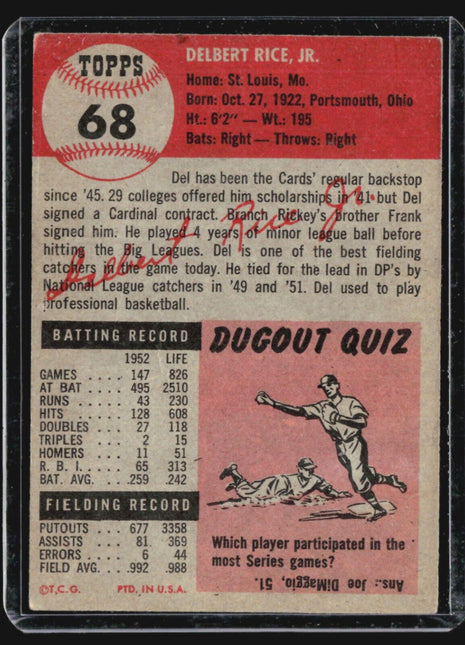 TOPPS
68
DELBERT RICE, JR.
Home: St. Louis, Mo.
Born: Oct. 27, 1922, Portsmouth, Ohio
Ht.: 6'2" — Wt.: 195
Bats: Right — Throws: Right
Del has been the Cards' regular backstop
since '45. 29 colleges offered him scholarships in '41 but Del
signed a Cardinal contract. Branch Rickey's brother Frank
signed him. He played 4 years of minor league ball before
hitting the Big Leagues. Del is one of the best fielding
catchers in the game today. He tied for the lead in DP's by
National League catchers in '49 and '51. Del used to play
professional basketball.
Delbert Rice Jr.
BATTING RECORD
1952 LIFE
GAMES .... 147 826
AT BAT .... 495 2510
RUNS .... 43 230
HITS .... 128 608
DOUBLES .... 27 118
TRIPLES .... 2 15
HOMERS .... 11 51
R. B. I. .... 65 313
BAT. AVG. ... .259 .242
FIELDING RECORD
PUTOUTS .... 677 3358
ASSISTS .... 81 .369
ERRORS .... 6 44
FIELD AVG. ... .992 .988
©T.C.G. PTD. IN U.S.A.
DUGOUT QUIZ
Which player participated in the
most Series games?
Ans.: Joe DiMaggio, 51.